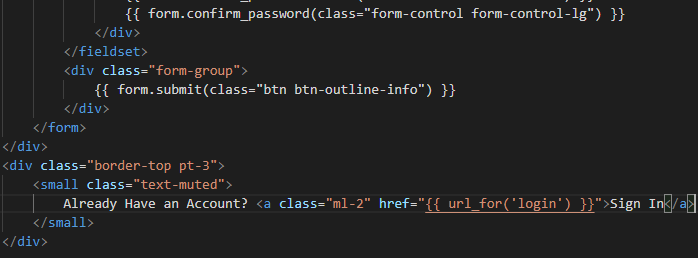 {{ form.confirm_password(class="form-control form-control-lg") }}
</div>
</fieldset>
<div class="form-group">
{{ form.submit(class="btn btn-outline-info") }}
</div>
</form>
</div>
<div class="border-top pt-3">
<small class="text-muted">
Already Have an Account? <a class="ml-2" href="{{ url_for('login') }}">Sign In</a>
</small>
</div>